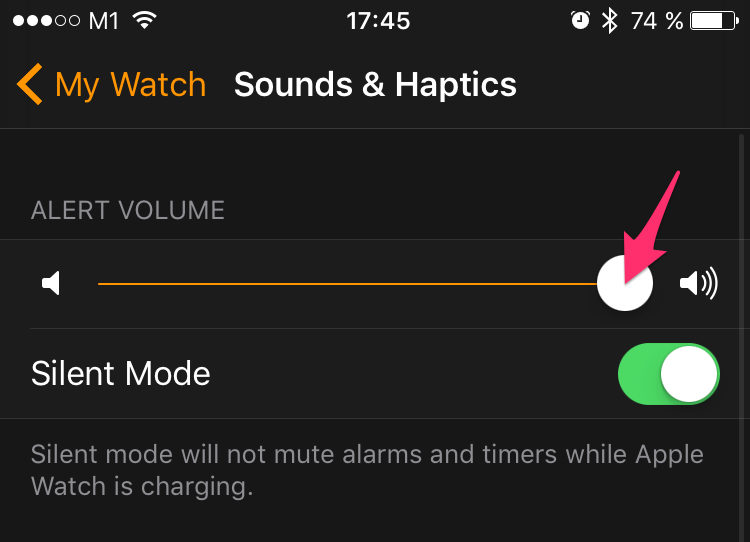 M1 17:45 74 %
My Watch Sounds & Haptics
ALERT VOLUME
Silent Mode
Silent mode will not mute alarms and timers while Apple
Watch is charging.